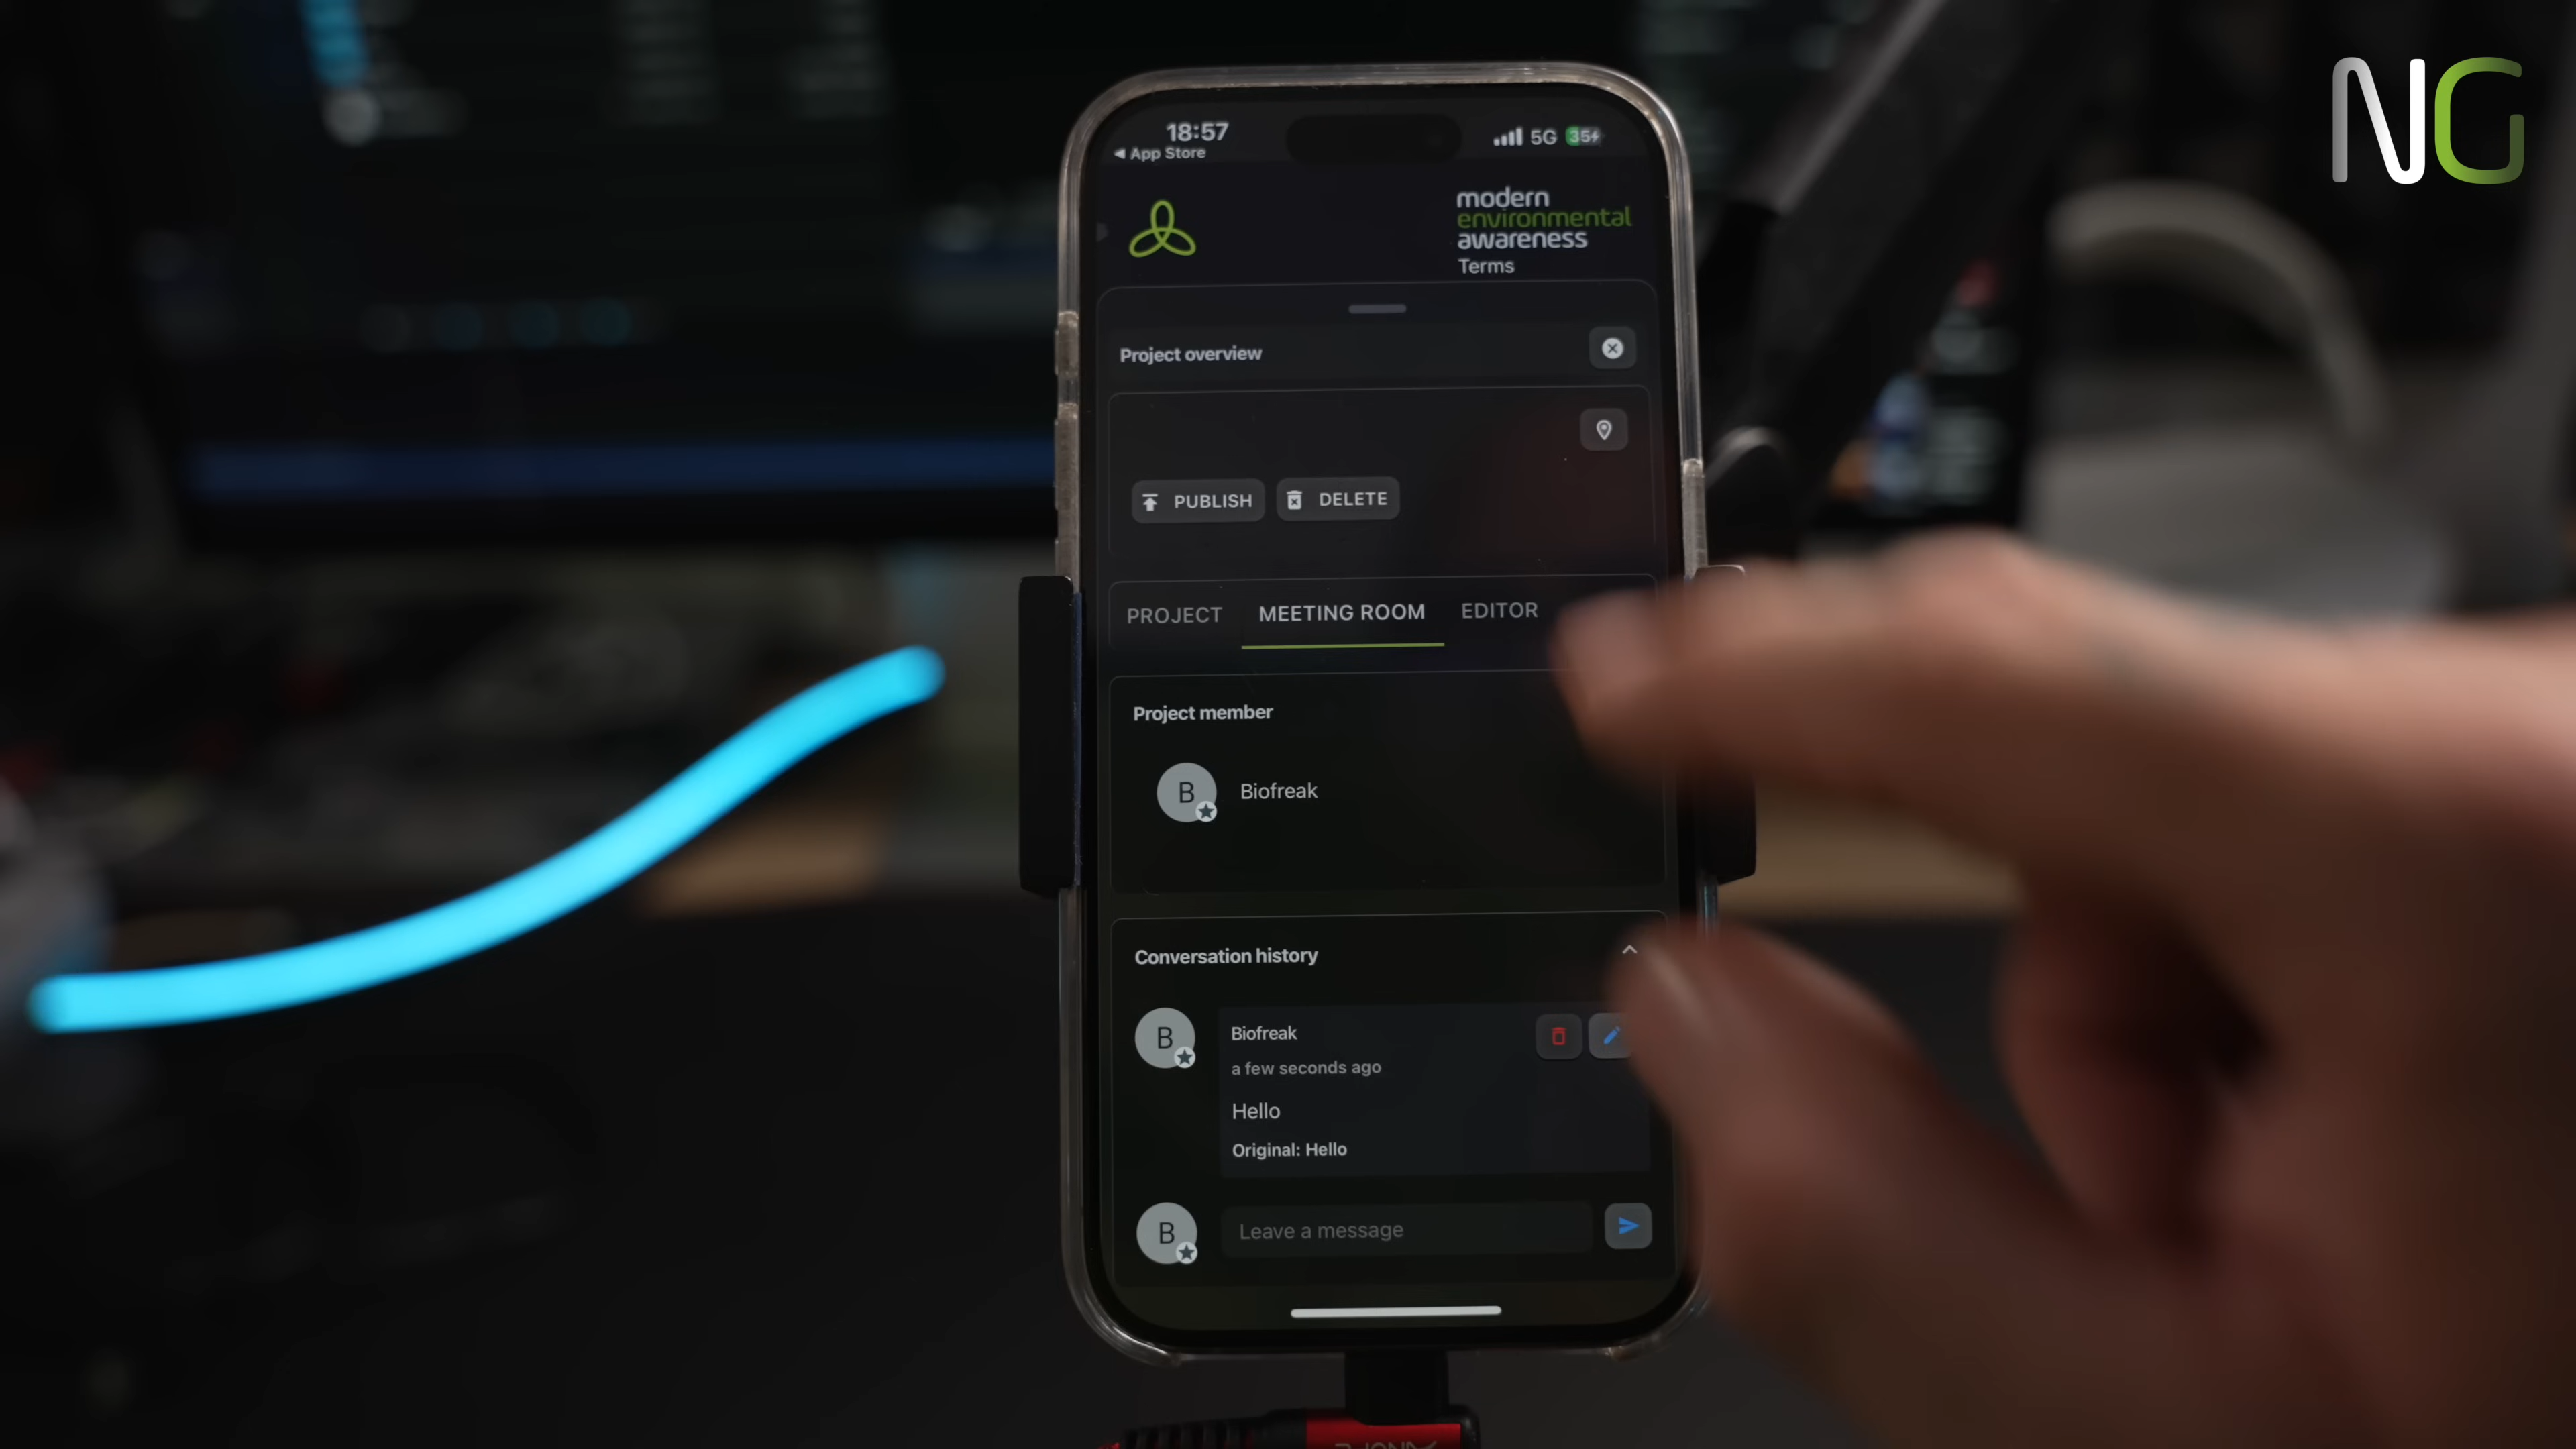 NG
18:57
App Store
5G
35
modern
environmental
awareness
Terms
Project overview
PUBLISH
DELETE
PROJECT
MEETING ROOM
EDITOR
Project member
B
Biofreak
Conversation history
B
Biofreak
a few seconds ago
Hello
Original: Hello
B
Leave a message